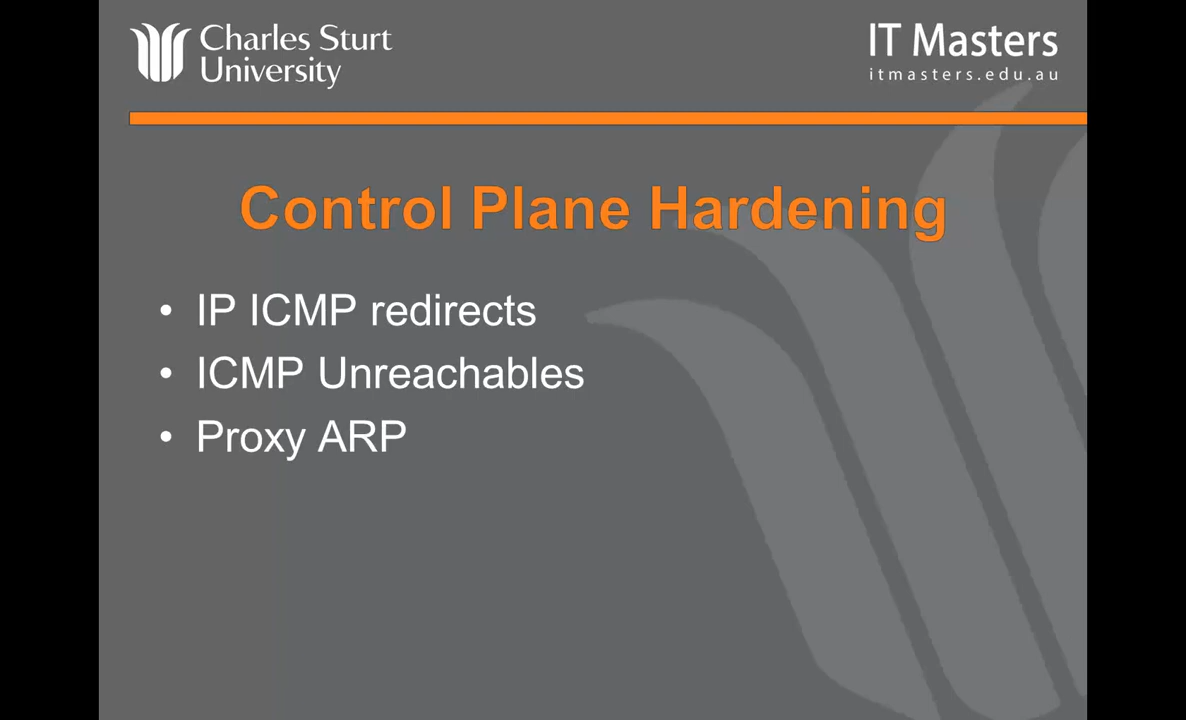 Charles Sturt
University
IT Masters
itmasters.edu.au
Control Plane Hardening
• IP ICMP redirects
• ICMP Unreachables
• Proxy ARP